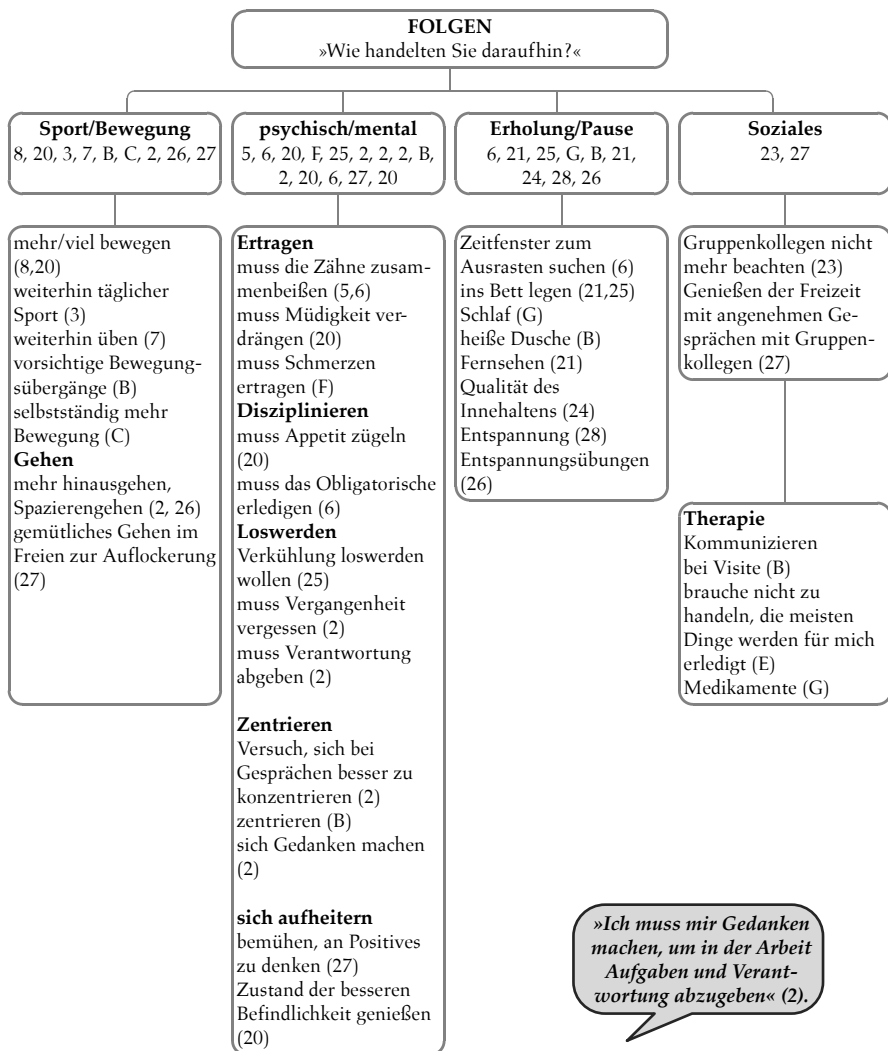 FOLGEN
»Wie handelten Sie daraufhin?«
Sport/Bewegung
8, 20, 3, 7, B, C, 2, 26, 27
psychisch/mental
5, 6, 20, F, 25, 2, 2, 2, B,
2, 20, 6, 27, 20
Erholung/Pause
6, 21, 25, G, B, 21,
24, 28, 26
Soziales
23, 27
mehr/viel bewegen
(8,20)
weiterhin täglicher
Sport (3)
weiterhin üben (7)
vorsichtige Bewegung-
sübergänge (B)
selbstständig mehr
Bewegung (C)
Gehen
mehr hinausgehen,
Spazierengehen (2, 26)
gemütliches Gehen im
Freien zur Auflockerung
(27)
Ertragen
muss die Zähne zusam-
menbeißen (5,6)
muss Müdigkeit ver-
drängen (20)
muss Schmerzen
ertragen (F)
Disziplinieren
muss Appetit zügeln
(20)
muss das Obligatorische
erledigen (6)
Loswerden
Verkühlung loswerden
wollen (25)
muss Vergangenheit
vergessen (2)
muss Verantwortung
abgeben (2)
Zentrieren
Versuch, sich bei
Gesprächen besser zu
konzentrieren (2)
zentrieren (B)
sich Gedanken machen
(2)
sich aufheitern
bemühen, an Positives
zu denken (27)
Zustand der besseren
Befindlichkeit genießen
(20)
Zeitfenster zum
Ausrasten suchen (6)
ins Bett legen (21,25)
Schlaf (G)
heiße Dusche (B)
Fernsehen (21)
Qualität des
Innehaltens (24)
Entspannung (28)
Entspannungsübungen
(26)
Gruppenkollegen nicht
mehr beachten (23)
Genießen der Freizeit
mit angenehmen Ge-
sprächen mit Gruppen-
kollegen (27)
Therapie
Kommunizieren
bei Visite (B)
brauche nicht zu
handeln, die meisten
Dinge werden für mich
erledigt (E)
Medikamente (G)
»Ich muss mir Gedanken
machen, um in der Arbeit
Aufgaben und Verant-
wortung abzugeben« (2).